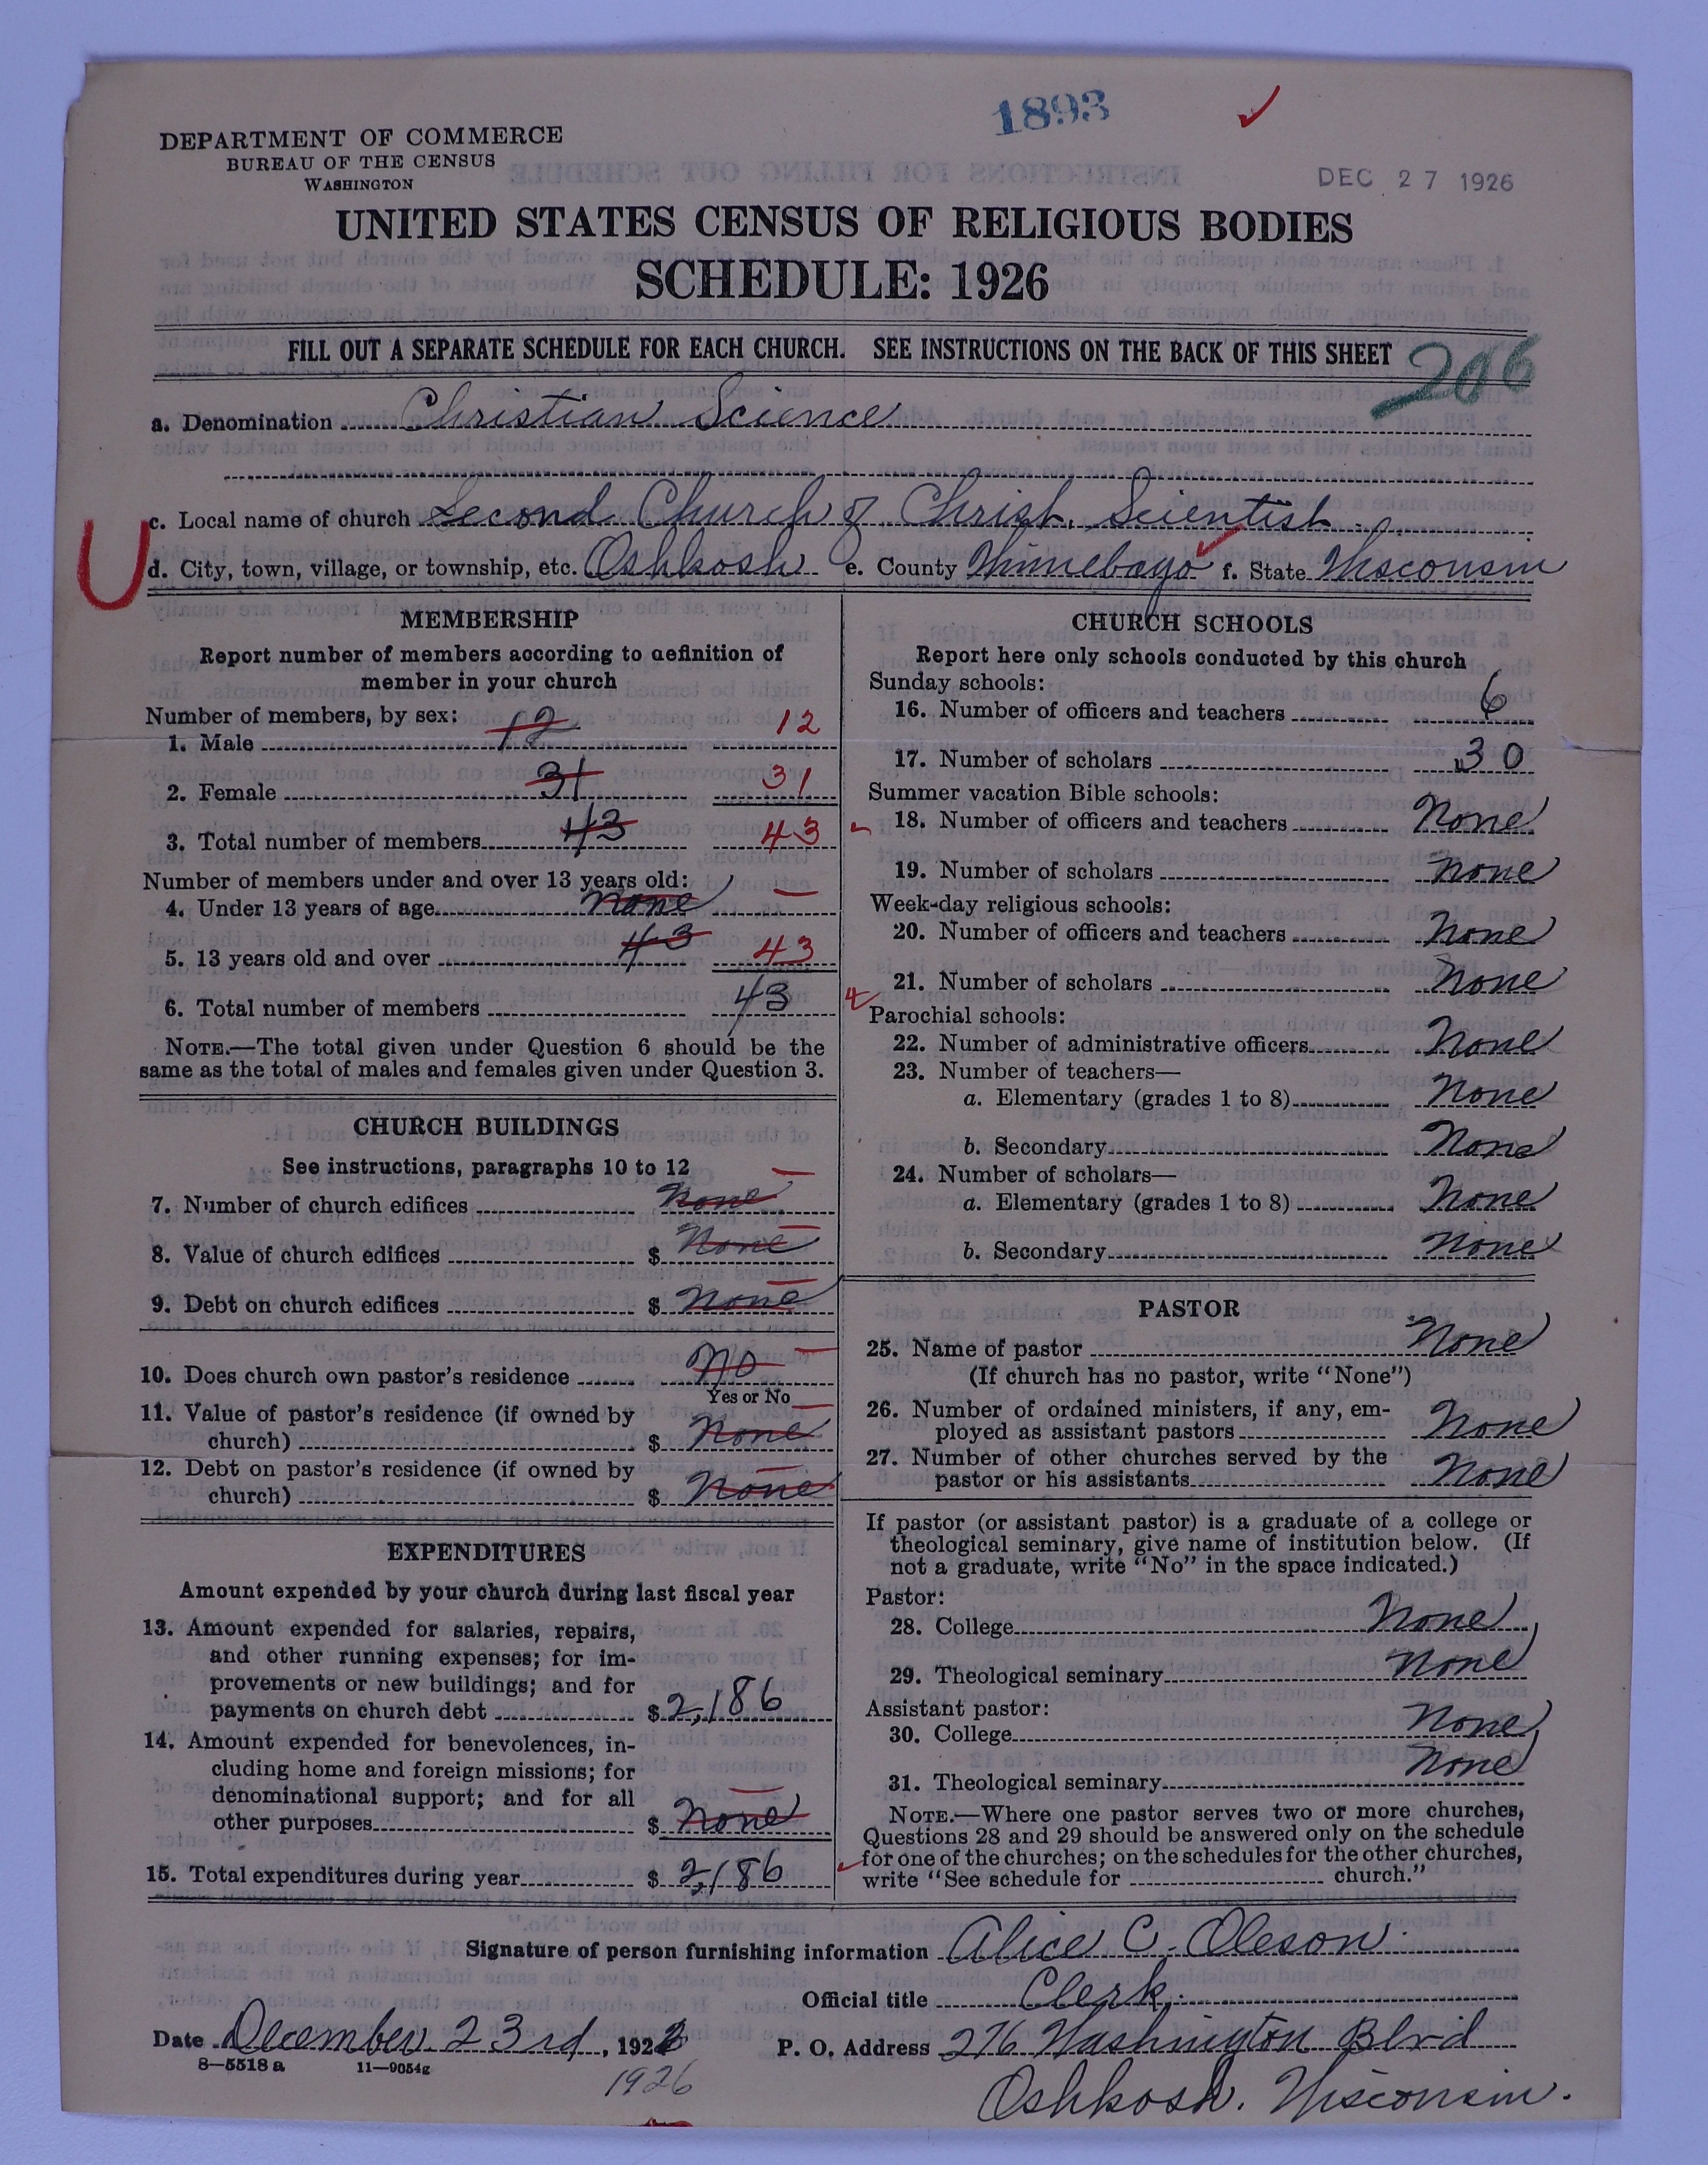 1893
DEPARTMENT OF COMMERCE
BUREAU OF THE CENSUS
WASHINGTON
DEC 27 1926
UNITED STATES CENSUS OF RELIGIOUS BODIES
SCHEDULE: 1926
FILL OUT A SEPARATE SCHEDULE FOR EACH CHURCH. SEE INSTRUCTIONS ON THE BACK OF THIS SHEET
206
a. Denomination Christian Science
c. Local name of church Second Church of Christ, Scientist.
U
d. City, town, village, or township, etc. Oshkosh e. County Winnebago f. State Wisconsin
MEMBERSHIP
Report number of members according to definition of
member in your church
Number of members, by sex:
1. Male 12 12
2. Female 31 31
3. Total number of members 43 43
Number of members under and over 13 years old:
4. Under 13 years of age None —
5. 13 years old and over 43 43
6. Total number of members 43
NOTE.—The total given under Question 6 should be the
same as the total of males and females given under Question 3.
CHURCH BUILDINGS
See instructions, paragraphs 10 to 12
7. Number of church edifices None —
8. Value of church edifices $ None —
9. Debt on church edifices $ None —
10. Does church own pastor's residence No —
Yes or No
11. Value of pastor's residence (if owned by
church) $ None —
12. Debt on pastor's residence (if owned by
church) $ None —
EXPENDITURES
Amount expended by your church during last fiscal year
13. Amount expended for salaries, repairs,
and other running expenses; for im-
provements or new buildings; and for
payments on church debt $ 2,186
14. Amount expended for benevolences, in-
cluding home and foreign missions; for
denominational support; and for all
other purposes $ None —
15. Total expenditures during year $ 2,186
CHURCH SCHOOLS
Report here only schools conducted by this church
Sunday schools:
16. Number of officers and teachers 6
17. Number of scholars 30
Summer vacation Bible schools:
18. Number of officers and teachers None
19. Number of scholars None
Week-day religious schools:
20. Number of officers and teachers None
21. Number of scholars None
Parochial schools:
22. Number of administrative officers None
23. Number of teachers—
a. Elementary (grades 1 to 8) None
b. Secondary None
24. Number of scholars—
a. Elementary (grades 1 to 8) None
b. Secondary None
PASTOR
25. Name of pastor None
(If church has no pastor, write "None")
26. Number of ordained ministers, if any, em-
ployed as assistant pastors None
27. Number of other churches served by the
pastor or his assistants None
If pastor (or assistant pastor) is a graduate of a college or
theological seminary, give name of institution below. (If
not a graduate, write "No" in the space indicated.)
Pastor:
28. College None
29. Theological seminary None
Assistant pastor:
30. College None
31. Theological seminary None
NOTE.—Where one pastor serves two or more churches,
Questions 28 and 29 should be answered only on the schedule
for one of the churches; on the schedules for the other churches,
write "See schedule for church."
Signature of person furnishing information Alice C. Oleson.
Official title Clerk.
Date December 23rd, 192
P. O. Address 276 Washington Blvd
8—5518 a 11—9054g
1926
Oshkosh. Wisconsin.